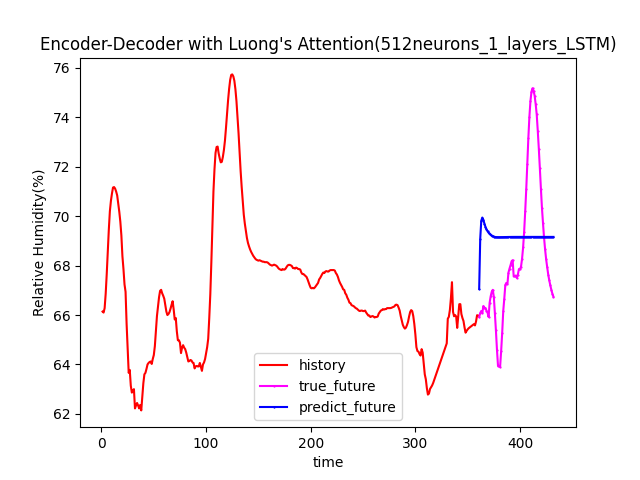 Encoder-Decoder with Luong's Attention(512neurons_1_layers_LSTM)
Relative Humidity(%)
76
74
72
70
68
66
64
62
0
100
200
300
400
time
history
true_future
predict_future